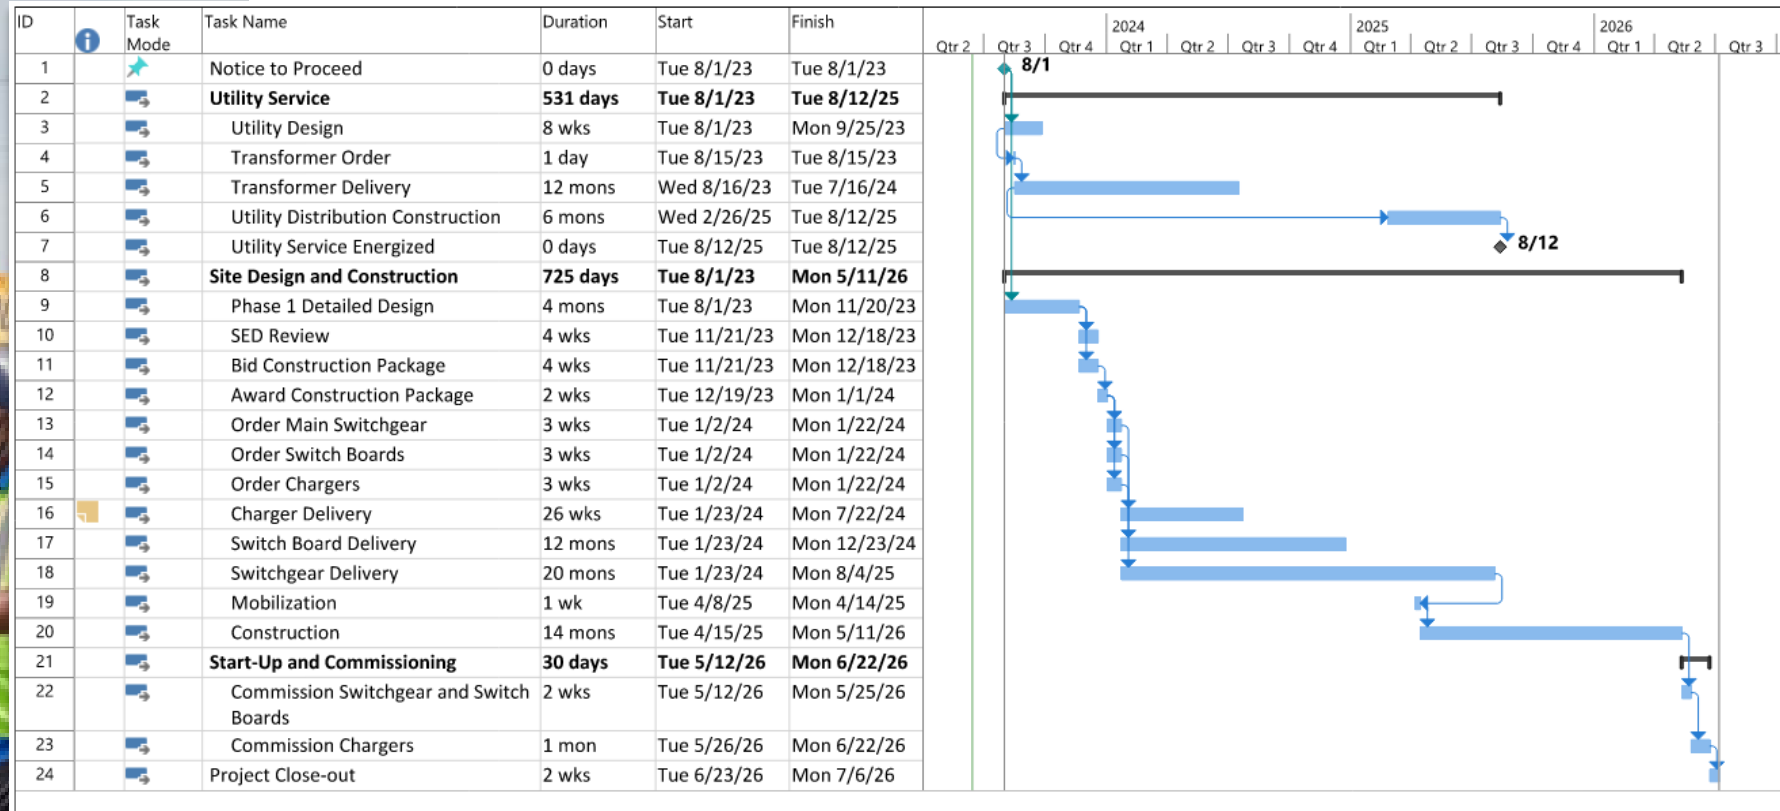 ID Task Mode Task Name Duration Start Finish
2024 2025 2026
Qtr 2 Qtr 3 Qtr 4 Qtr 1 Qtr 2 Qtr 3 Qtr 4 Qtr 1 Qtr 2 Qtr 3 Qtr 4 Qtr 1 Qtr 2 Qtr 3
1 Notice to Proceed 0 days Tue 8/1/23 Tue 8/1/23 8/1
2 Utility Service 531 days Tue 8/1/23 Tue 8/12/25
3 Utility Design 8 wks Tue 8/1/23 Mon 9/25/23
4 Transformer Order 1 day Tue 8/15/23 Tue 8/15/23
5 Transformer Delivery 12 mons Wed 8/16/23 Tue 7/16/24
6 Utility Distribution Construction 6 mons Wed 2/26/25 Tue 8/12/25
7 Utility Service Energized 0 days Tue 8/12/25 Tue 8/12/25 8/12
8 Site Design and Construction 725 days Tue 8/1/23 Mon 5/11/26
9 Phase 1 Detailed Design 4 mons Tue 8/1/23 Mon 11/20/23
10 SED Review 4 wks Tue 11/21/23 Mon 12/18/23
11 Bid Construction Package 4 wks Tue 11/21/23 Mon 12/18/23
12 Award Construction Package 2 wks Tue 12/19/23 Mon 1/1/24
13 Order Main Switchgear 3 wks Tue 1/2/24 Mon 1/22/24
14 Order Switch Boards 3 wks Tue 1/2/24 Mon 1/22/24
15 Order Chargers 3 wks Tue 1/2/24 Mon 1/22/24
16 Charger Delivery 26 wks Tue 1/23/24 Mon 7/22/24
17 Switch Board Delivery 12 mons Tue 1/23/24 Mon 12/23/24
18 Switchgear Delivery 20 mons Tue 1/23/24 Mon 8/4/25
19 Mobilization 1 wk Tue 4/8/25 Mon 4/14/25
20 Construction 14 mons Tue 4/15/25 Mon 5/11/26
21 Start-Up and Commissioning 30 days Tue 5/12/26 Mon 6/22/26
22 Commission Switchgear and Switch 2 wks Tue 5/12/26 Mon 5/25/26
Boards
23 Commission Chargers 1 mon Tue 5/26/26 Mon 6/22/26
24 Project Close-out 2 wks Tue 6/23/26 Mon 7/6/26